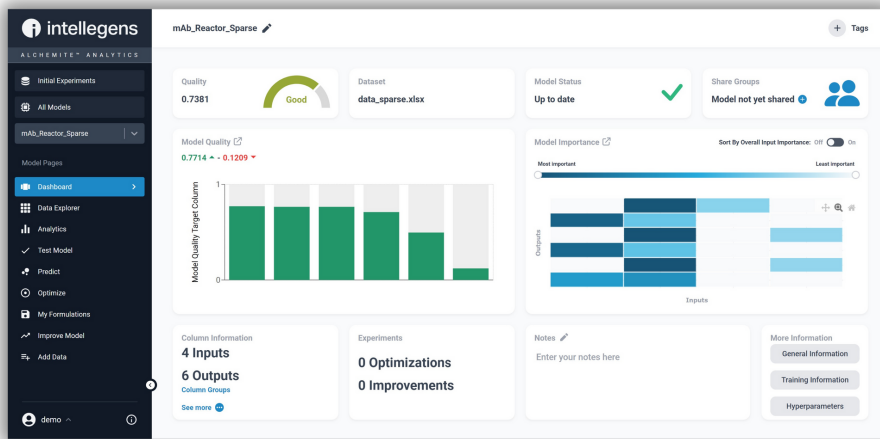 intellegens
ALCHEMITE™ ANALYTICS
Initial Experiments
All Models
mAb_Reactor_Sparse
Model Pages
Dashboard
Data Explorer
Analytics
Test Model
Predict
Optimize
My Formulations
Improve Model
Add Data
demo
mAb_Reactor_Sparse
Tags
Quality
0.7381
Good
Dataset
data_sparse.xlsx
Model Status
Up to date
Share Groups
Model not yet shared
Model Quality
0.7714 - 0.1209
Model Quality Target Column
1
0
Model Importance
Sort By Overall Input Importance: Off On
Most important
Least important
Outputs
Inputs
Column Information
4 Inputs
6 Outputs
Column Groups
See more
Experiments
0 Optimizations
0 Improvements
Notes
Enter your notes here
More Information
General Information
Training Information
Hyperparameters